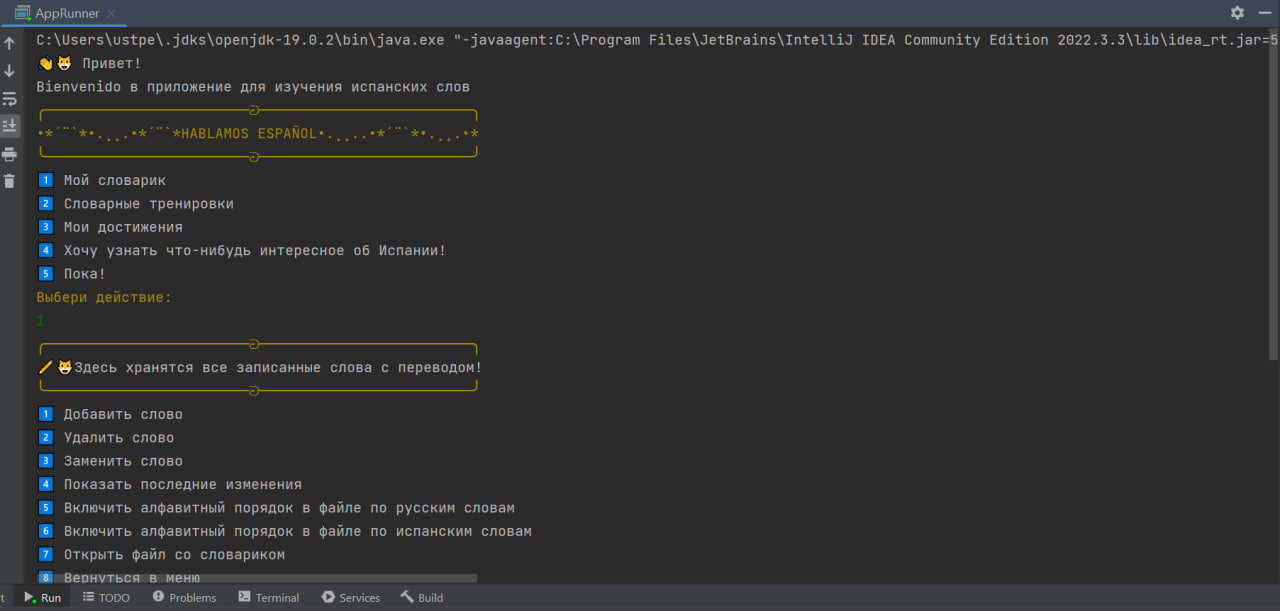 AppRunner
C:\Users\ustpe\.jdks\openjdk-19.0.2\bin\java.exe "-javaagent:C:\Program Files\JetBrains\IntelliJ IDEA Community Edition 2022.3.3\lib\idea_rt.jar=5
👏😺 Привет!
Bienvenido в приложение для изучения испанских слов
•*´¨`*•.¸¸.•*´¨`*HABLAMOS ESPAÑOL•.¸¸..•*´¨`*•.¸¸.•*
1 Мой словарик
2 Словарные тренировки
3 Мои достижения
4 Хочу узнать что-нибудь интересное об Испании!
5 Пока!
Выбери действие:
1
Здесь хранятся все записанные слова с переводом!
1 Добавить слово
2 Удалить слово
3 Заменить слово
4 Показать последние изменения
5 Включить алфавитный порядок в файле по русским словам
6 Включить алфавитный порядок в файле по испанским словам
7 Открыть файл со словариком
8 Вернуться в меню
t Run TODO Problems Terminal Services Build